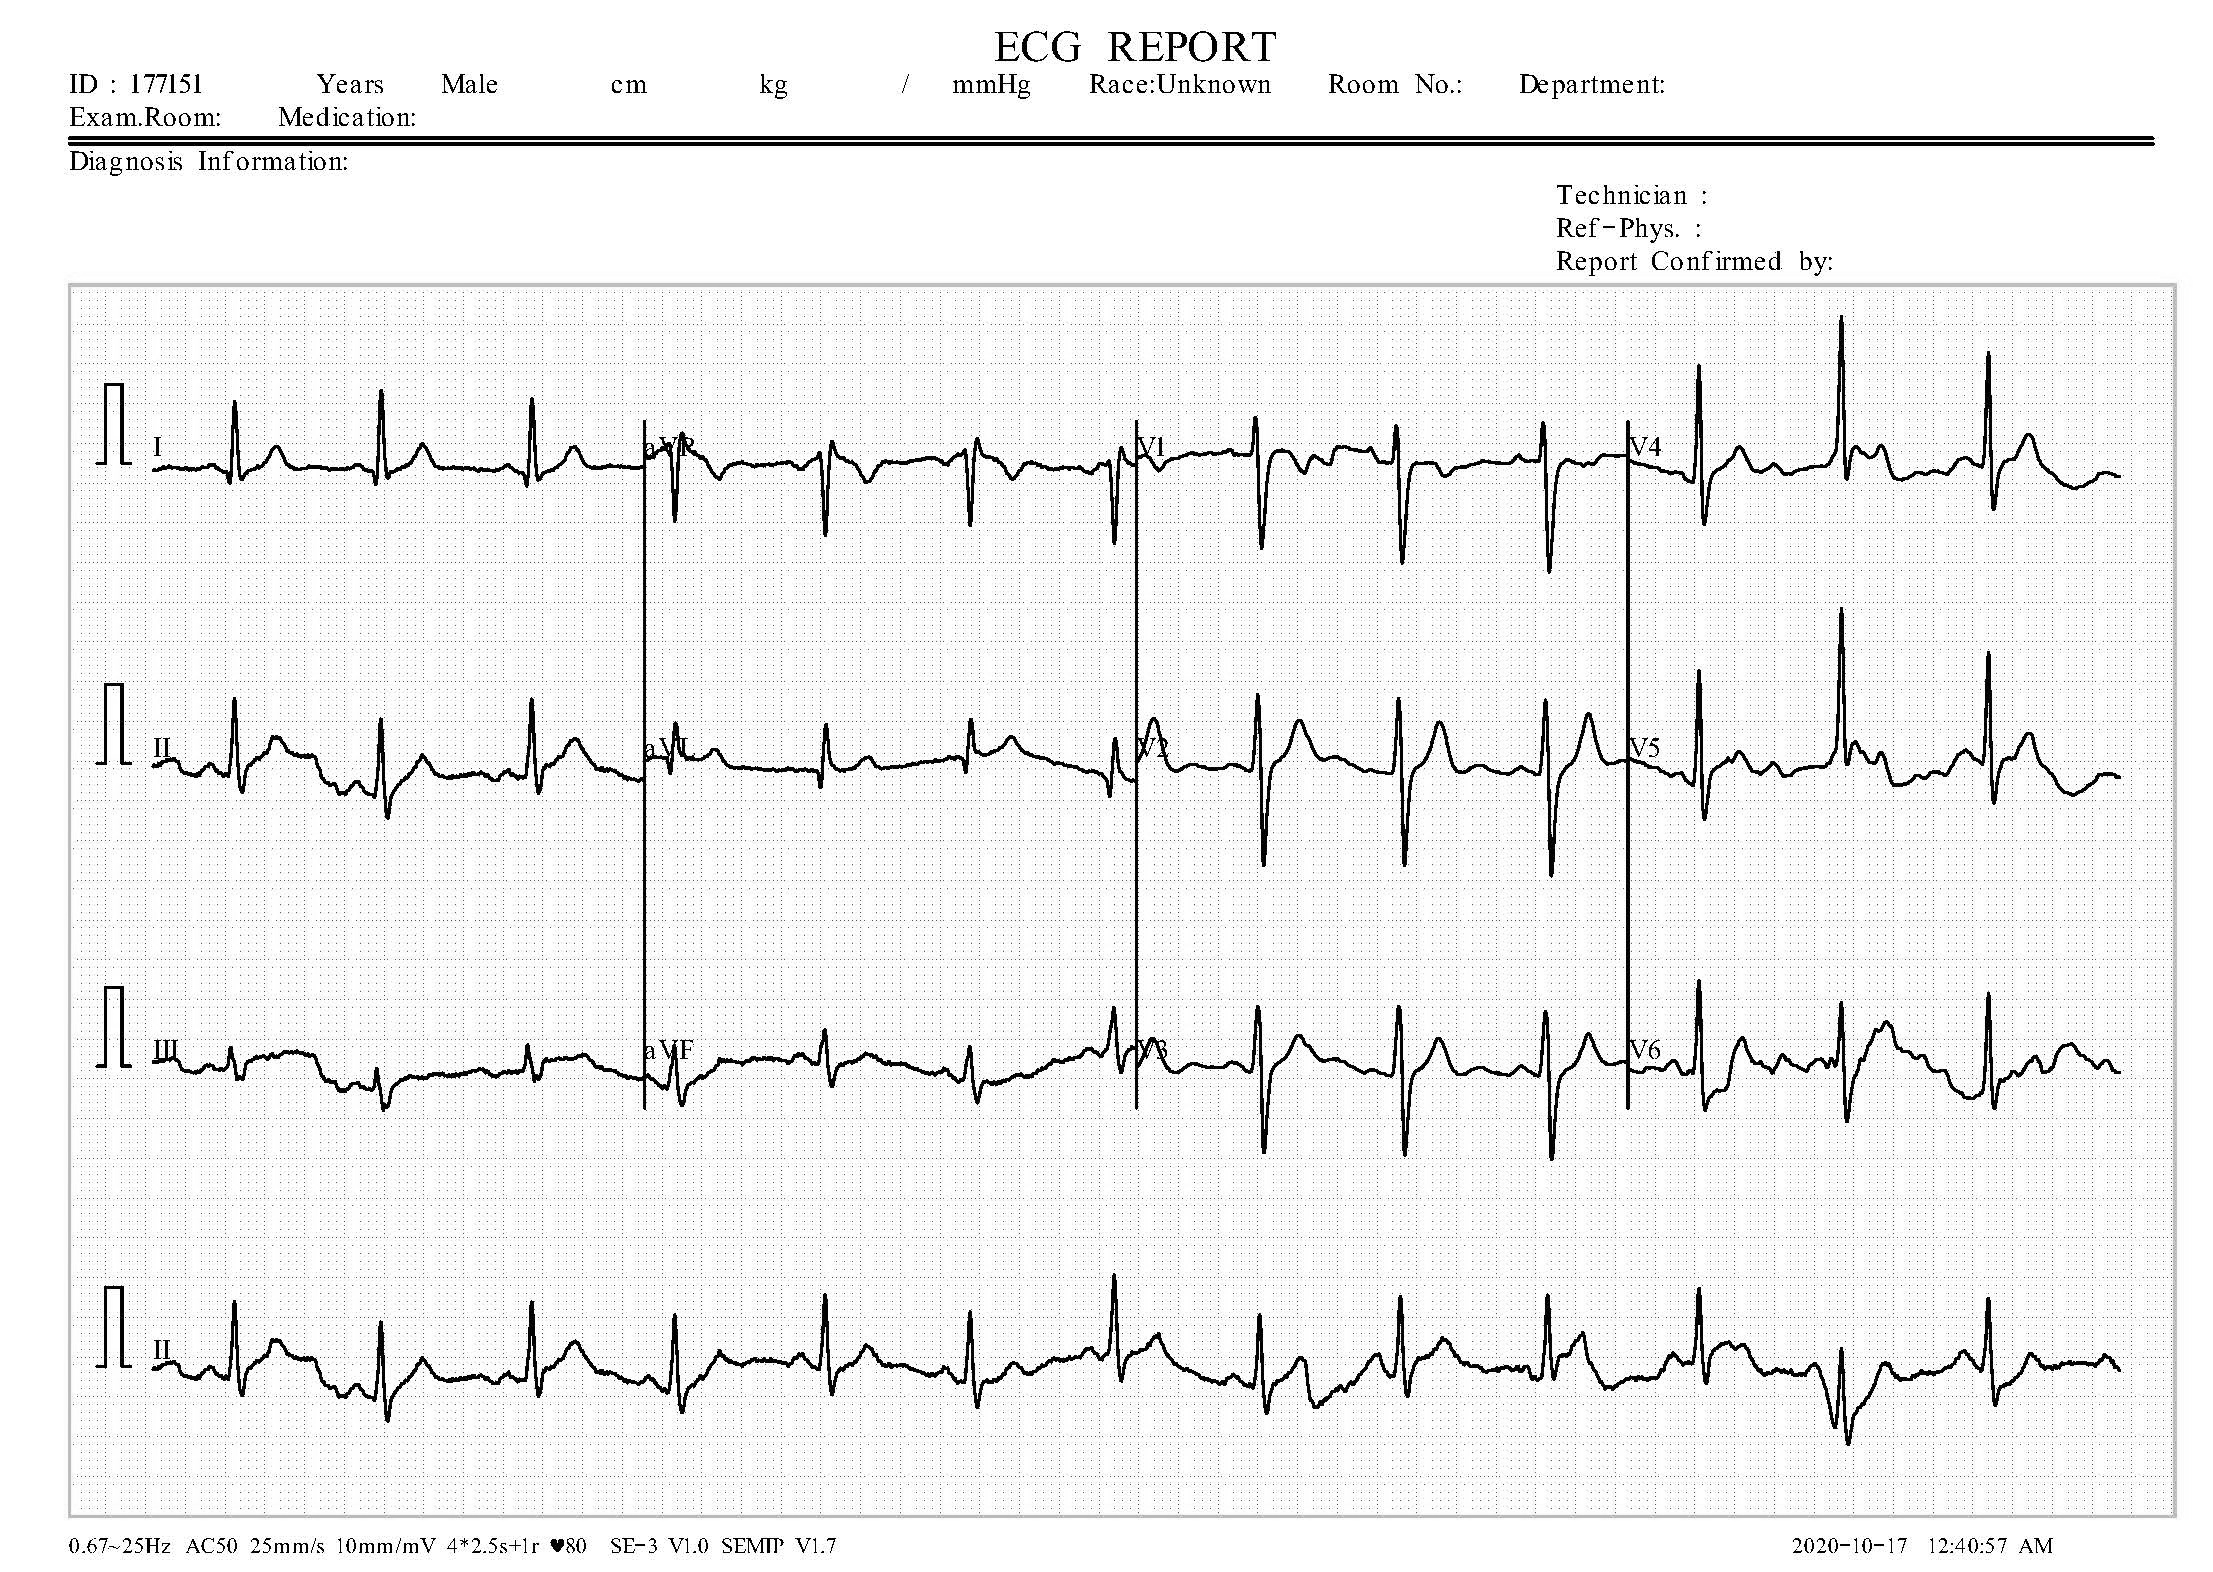 ECG REPORT
ID : 177151 Years Male cm kg / mmHg Race:Unknown Room No.: Department:
Exam.Room: Medication:
Diagnosis Information:
Technician :
Ref-Phys. :
Report Confirmed by:
I aVR V1 V4
II aVL V2 V5
III aVF V3 V6
II
0.67~25Hz AC50 25mm/s 10mm/mV 4*2.5s+1r ♥80 SE-3 V1.0 SEMIP V1.7 2020-10-17 12:40:57 AM